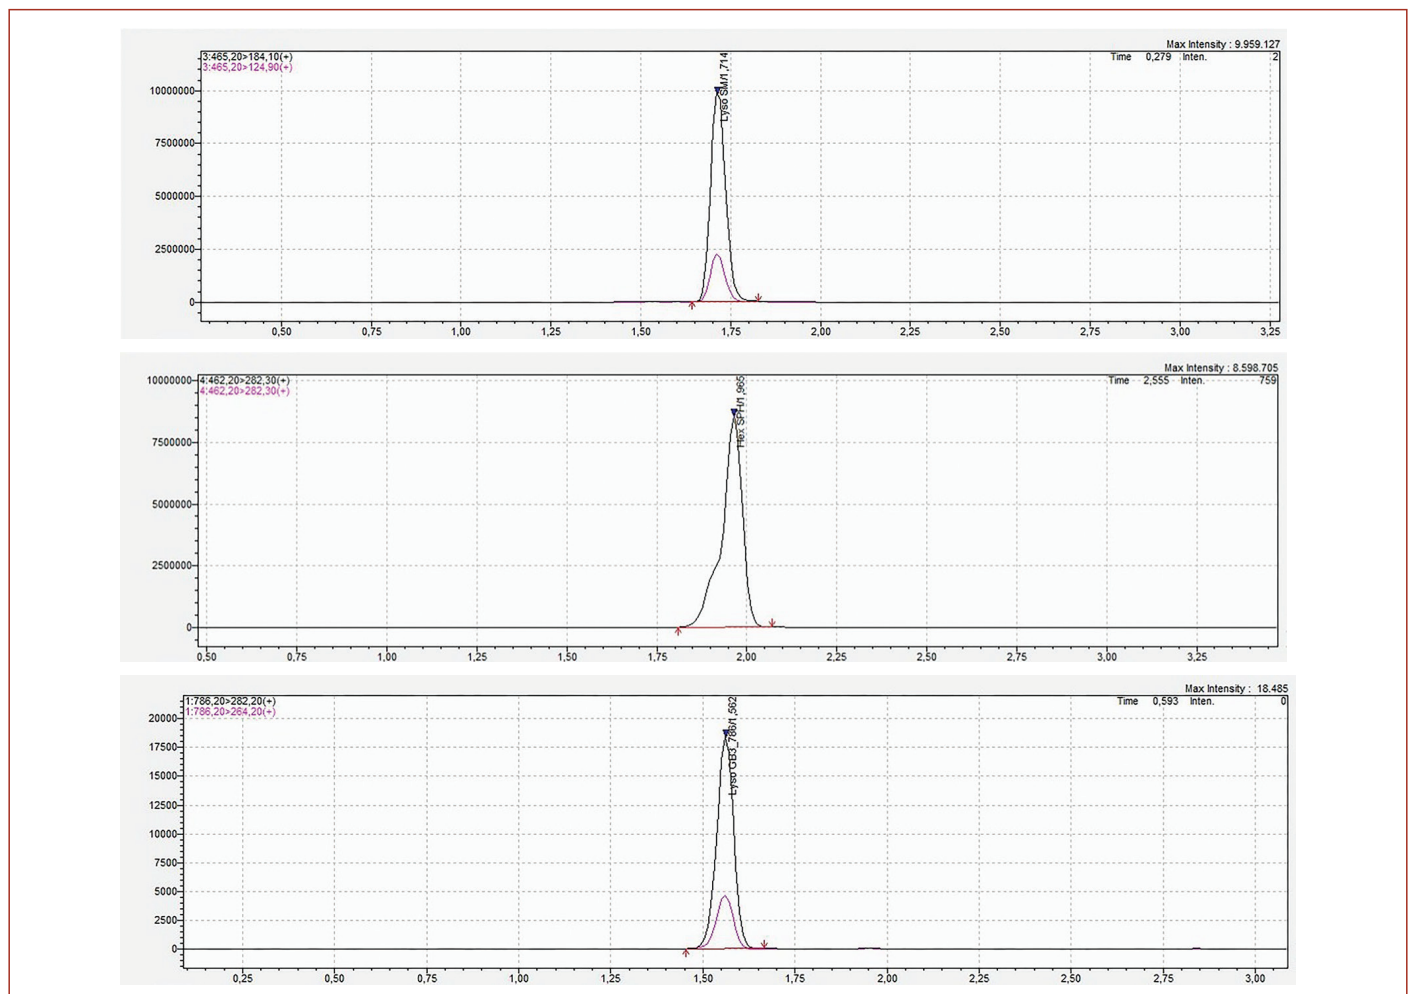 Max Intensity : 9.959.127
3:465,20>184,10(+)
Time 0,279 Inten. 2
3:465,20>124,90(+)
Lyso SM/1,714
10000000
7500000
5000000
2500000
0
0,50 0,75 1,00 1,25 1,50 1,75 2,00 2,25 2,50 2,75 3,00 3,25
Max Intensity : 8.598.705
4:462,20>282,30(+)
Time 2,555 Inten. 759
4:462,20>282,30(+)
Hex SPH/1,965
10000000
7500000
5000000
2500000
0
0,50 0,75 1,00 1,25 1,50 1,75 2,00 2,25 2,50 2,75 3,00 3,25
Max Intensity : 18.485
1:786,20>282,20(+)
Time 0,593 Inten. 0
1:786,20>264,20(+)
Lyso GB3_786/1,562
20000
17500
15000
12500
10000
7500
5000
2500
0
0,25 0,50 0,75 1,00 1,25 1,50 1,75 2,00 2,25 2,50 2,75 3,00